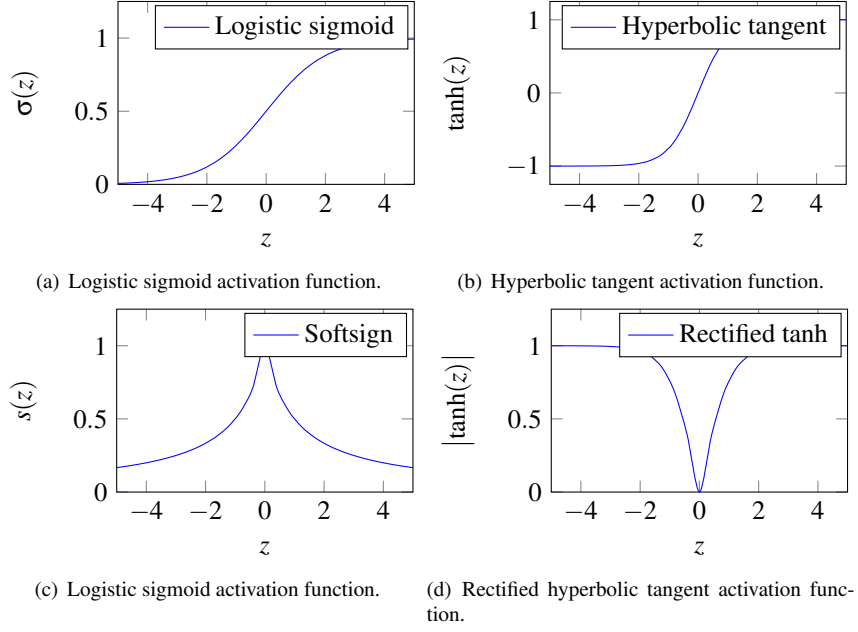 Logistic sigmoid
1
0.5
0
σ(z)
−4 −2 0 2 4
z
(a) Logistic sigmoid activation function.
Hyperbolic tangent
1
0
−1
tanh(z)
−4 −2 0 2 4
z
(b) Hyperbolic tangent activation function.
Softsign
1
0.5
0
s(z)
−4 −2 0 2 4
z
(c) Logistic sigmoid activation function.
Rectified tanh
1
0.5
0
|tanh(z)|
−4 −2 0 2 4
z
(d) Rectified hyperbolic tangent activation func-
tion.